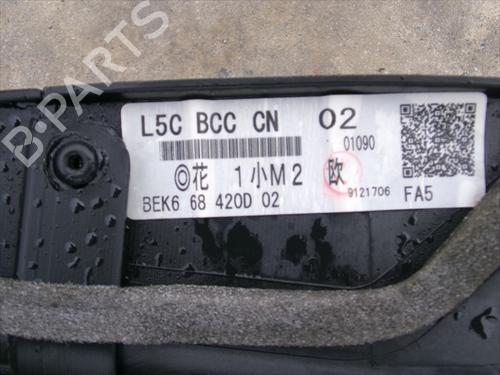 B-Parts
L5C BCC CN 02
01090
◎花 1小M2 欧
9121706
BEK6 68 420D 02
FA5